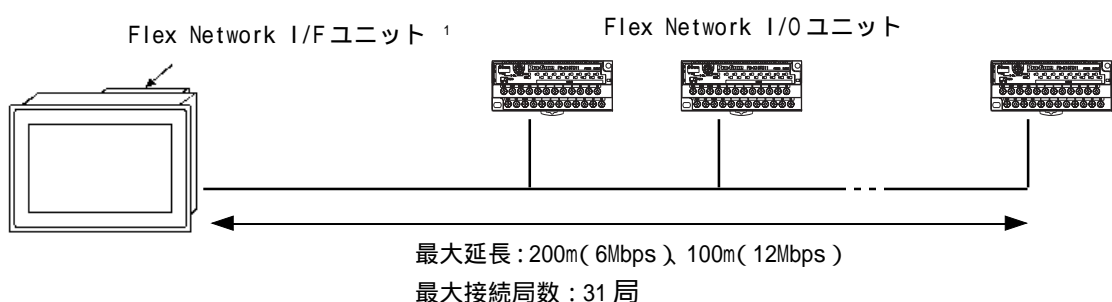 Flex Network I/Fユニット 1
Flex Network I/Oユニット
最大延長:200m(6Mbps)、100m(12Mbps)
最大接続局数:31局